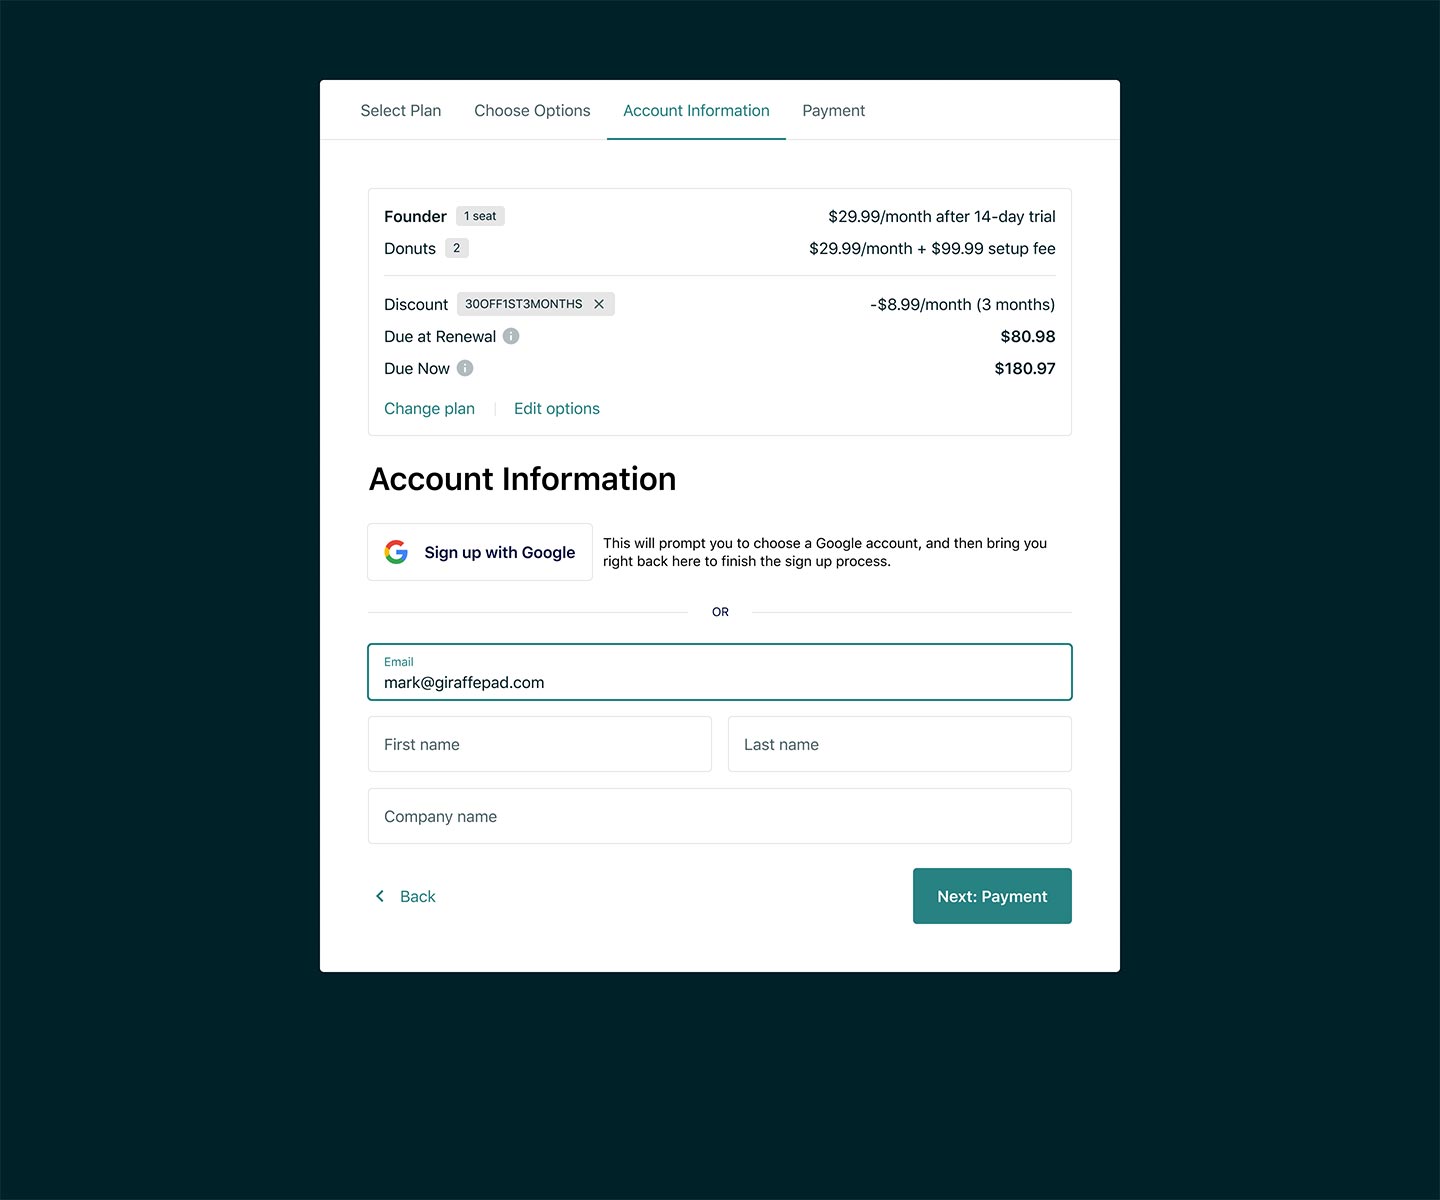 Select Plan Choose Options Account Information Payment
Founder 1 seat $29.99/month after 14-day trial
Donuts 2 $29.99/month + $99.99 setup fee
Discount 30OFF1ST3MONTHS -$8.99/month (3 months)
Due at Renewal $80.98
Due Now $180.97
Change plan Edit options
Account Information
Sign up with Google
This will prompt you to choose a Google account, and then bring you
right back here to finish the sign up process.
OR
Email
mark@giraffepad.com
First name Last name
Company name
Back Next: Payment